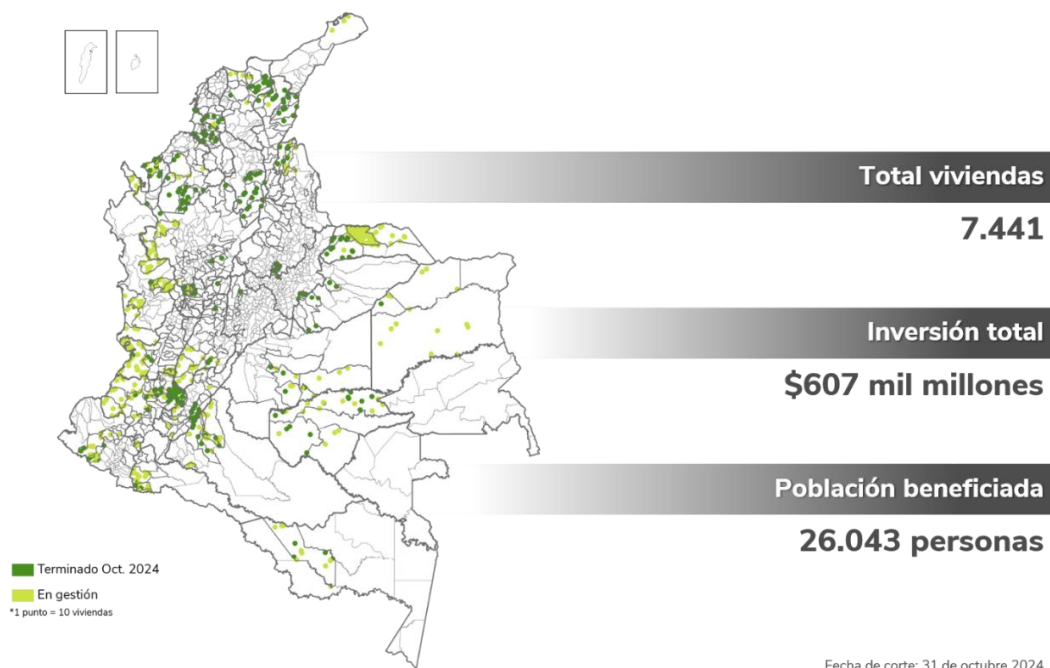 Total viviendas
7.441
Inversión total
$607 mil millones
Población beneficiada
26.043 personas
Terminado Oct. 2024
En gestión
*1 punto = 10 viviendas
Fecha de corte: 31 de octubre 2024